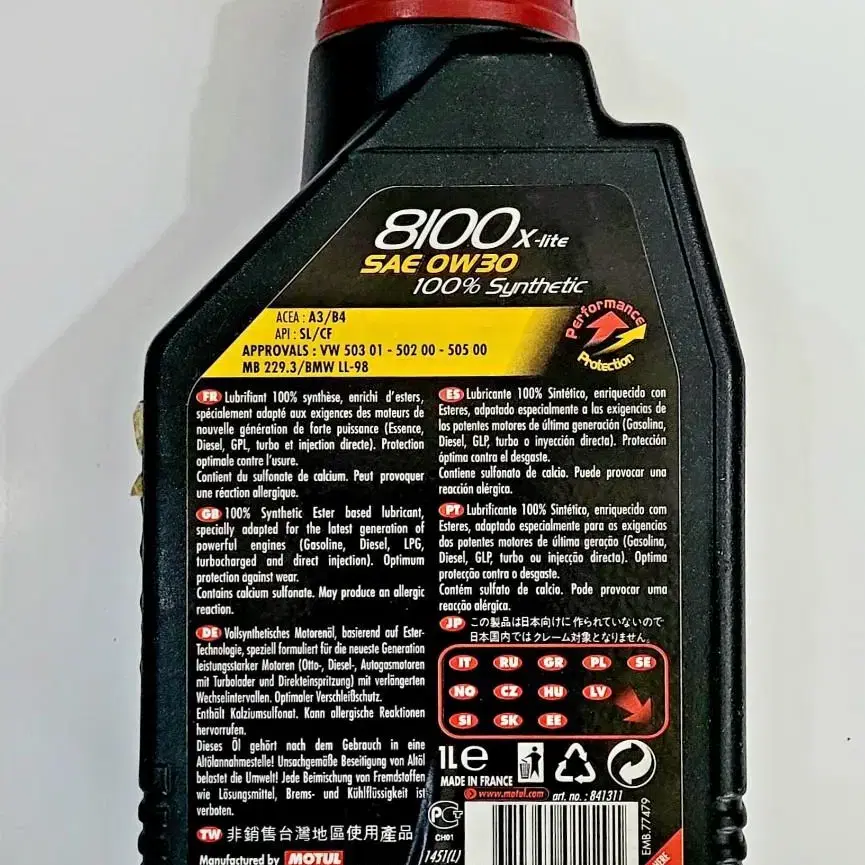 8100 X-lite
SAE 0W30
100% Synthetic
Performance
Protection
ACEA : A3/B4
API : SL/CF
APPROVALS : VW 503 01 - 502 00 - 505 00
MB 229.3/BMW LL-98
FR Lubrifiant 100% synthèse, enrichi d'esters,
spécialement adapté aux exigences des moteurs de
nouvelle génération de forte puissance (Essence,
Diesel, GPL, turbo et injection directe). Protection
optimale contre l'usure.
Contient du sulfonate de calcium. Peut provoquer
une réaction allergique.
GB 100% Synthetic Ester based lubricant,
specially adapted for the latest generation of
powerful engines (Gasoline, Diesel, LPG,
turbocharged and direct injection). Optimum
protection against wear.
Contains calcium sulfonate. May produce an allergic
reaction.
DE Vollsynthetisches Motorenöl, basierend auf Ester-
Technologie, speziell formuliert für die neueste Generation
leistungsstarker Motoren (Otto-, Diesel-, Autogasmotoren
mit Turbolader und Direkteinspritzung) mit verlängerten
Wechselintervallen. Optimaler Verschleißschutz.
Enthält Kalziumsulfonat. Kann allergische Reaktionen
hervorrufen.
Dieses Öl gehört nach dem Gebrauch in eine
Altölannahmestelle! Unsachgemäße Beseitigung von Altöl
belastet die Umwelt! Jede Beimischung von Fremdstoffen
wie Lösungsmittel, Brems- und Kühlflüssigkeit ist
verboten.
TW 非銷售台灣地區使用產品
Manufactured by MOTUL
ES Lubricante 100% Sintético, enriquecido con
Esteres, adpotado especialmente a las exigencias de
los potentes motores de última generación (Gasolina,
Diesel, GLP, turbo o inyección directa). Protección
óptima contra el desgaste.
Contiene sulfonato de calcio. Puede provocar una
reacción alérgica.
PT Lubrificante 100% Sintético, enriquecido com
Esteres, adaptado especialmente para as exigencias
dos potentes motores de última geração (Gasolina,
Diesel, GLP, turbo ou injecção directa). Optima
protecção contra o desgaste.
Contém sulfato de calcio. Pode provocar uma
reacção alérgica.
JP この製品は日本向けに作られていないので
日本国内ではクレーム対象となりません。
IT RU GR PL SE
NO CZ HU LV
SI SK EE
1L e
MADE IN FRANCE
www.motul.com art. no. : 841311
CH01
1451(L)
EMB.77479